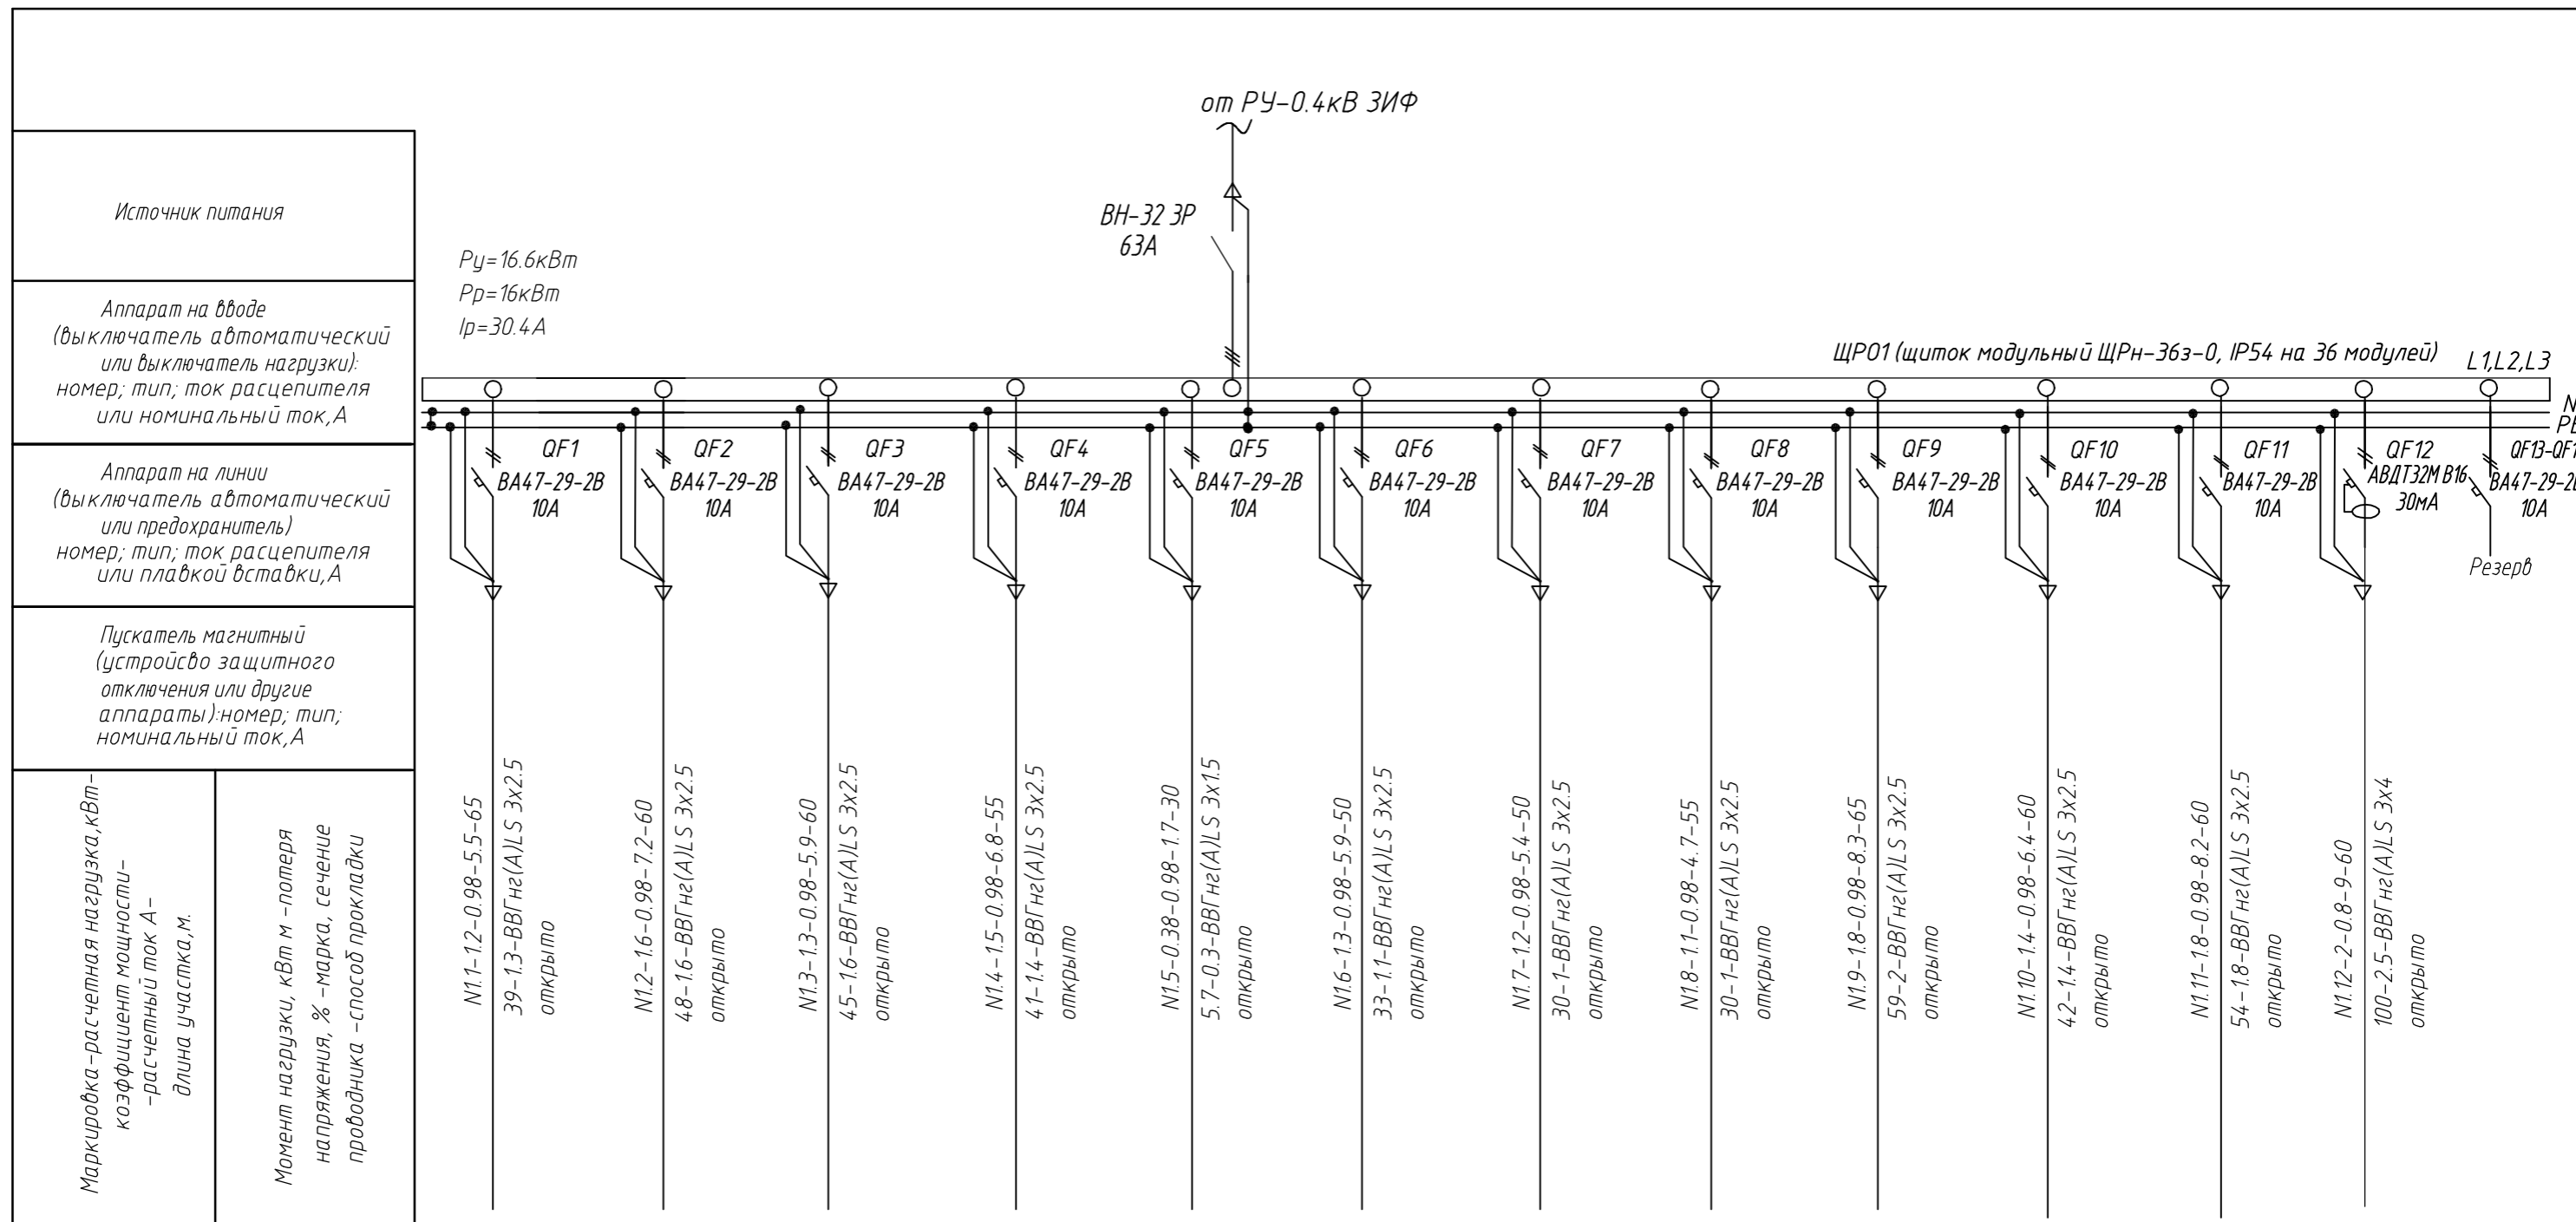 от РУ-0.4кВ ЗИФ
Источник питания
ВН-32 3Р
63А
Ру=16.6кВт
Рр=16кВт
Iр=30.4А
Аппарат на вводе
(выключатель автоматический
или выключатель нагрузки):
номер; тип; ток расцепителя
или номинальный ток,А
ЩРО1 (щиток модульный ЩРн-36з-0, IP54 на 36 модулей)
L1,L2,L3
N
Аппарат на линии
(выключатель автоматический
или предохранитель)
номер; тип; ток расцепителя
или плавкой вставки,А
QF1
ВА47-29-2В
10А
QF2
ВА47-29-2В
10А
QF3
ВА47-29-2В
10А
QF4
ВА47-29-2В
10А
QF5
ВА47-29-2В
10А
QF6
ВА47-29-2В
10А
QF7
ВА47-29-2В
10А
QF8
ВА47-29-2В
10А
QF9
ВА47-29-2В
10А
QF10
ВА47-29-2В
10А
QF11
ВА47-29-2В
10А
QF12
АВДТ32М В16
30мА
ВА47-29-2В
10А
Резерв
Пускатель магнитный
(устройсво защитного
отключения или другие
аппараты):номер; тип;
номинальный ток,А
Маркировка-расчетная нагрузка,кВт-
коэффициент мощности-
-расчетный ток А-
длина участка,м.
Момент нагрузки, кВт м -потеря
напряжения, % -марка, сечение
проводника -способ прокладки
N1.1-1.2-0.98-5.5-65
39-1.3-ВВГнг(А)LS 3х2.5
открыто
N1.2-1.6-0.98-7.2-60
48-1.6-ВВГнг(А)LS 3х2.5
открыто
N1.3-1.3-0.98-5.9-60
45-1.6-ВВГнг(А)LS 3х2.5
открыто
N1.4-1.5-0.98-6.8-55
41-1.4-ВВГнг(А)LS 3х2.5
открыто
N1.5-0.38-0.98-1.7-30
5.7-0.3-ВВГнг(А)LS 3х1.5
открыто
N1.6-1.3-0.98-5.9-50
33-1.1-ВВГнг(А)LS 3х2.5
открыто
N1.7-1.2-0.98-5.4-50
30-1-ВВГнг(А)LS 3х2.5
открыто
N1.8-1.1-0.98-4.7-55
30-1-ВВГнг(А)LS 3х2.5
открыто
N1.9-1.8-0.98-8.3-65
59-2-ВВГнг(А)LS 3х2.5
открыто
N1.10-1.4-0.98-6.4-60
42-1.4-ВВГнг(А)LS 3х2.5
открыто
N1.11-1.8-0.98-8.2-60
54-1.8-ВВГнг(А)LS 3х2.5
открыто
N1.12-2-0.8-9-60
100-2.5-ВВГнг(А)LS 3х4
открыто